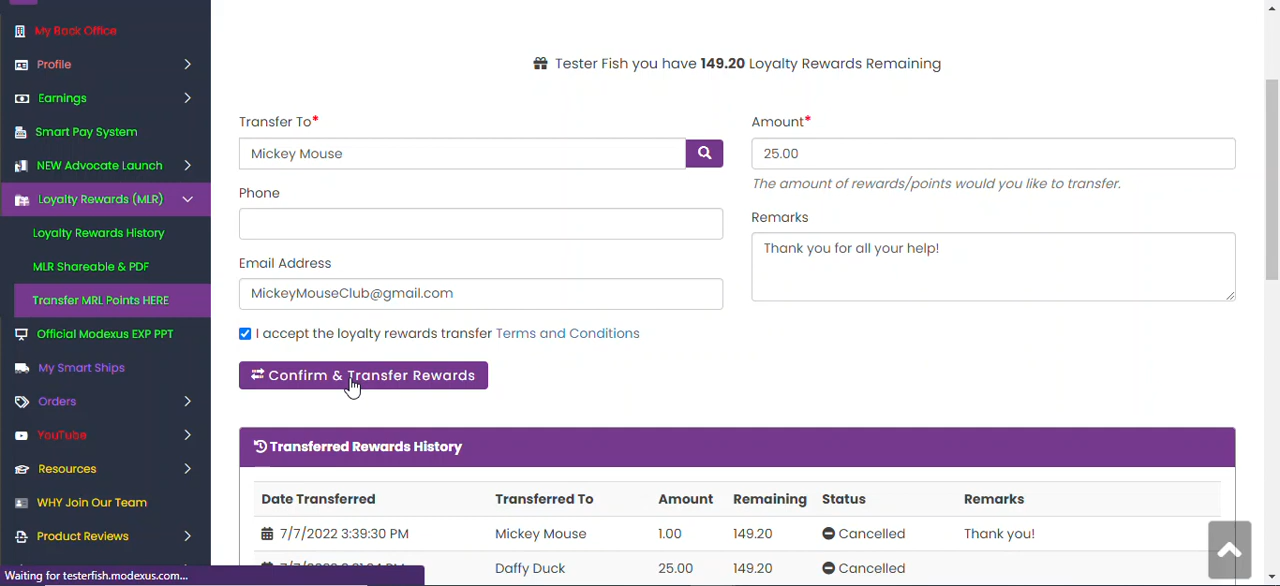 My Back Office
Profile
Earnings
Smart Pay System
NEW Advocate Launch
Loyalty Rewards (MLR)
Loyalty Rewards History
MLR Shareable & PDF
Transfer MRL Points HERE
Official Modexus EXP PPT
My Smart Ships
Orders
YouTube
Resources
WHY Join Our Team
Product Reviews
Waiting for testerfish.modexus.com...
Tester Fish you have 149.20 Loyalty Rewards Remaining
Transfer To*
Mickey Mouse
Phone
Email Address
MickeyMouseClub@gmail.com
Amount*
25.00
The amount of rewards/points would you like to transfer.
Remarks
Thank you for all your help!
I accept the loyalty rewards transfer Terms and Conditions
Confirm & Transfer Rewards
Transferred Rewards History
Date Transferred Transferred To Amount Remaining Status Remarks
7/7/2022 3:39:30 PM Mickey Mouse 1.00 149.20 Cancelled Thank you!
Daffy Duck 25.00 149.20 Cancelled